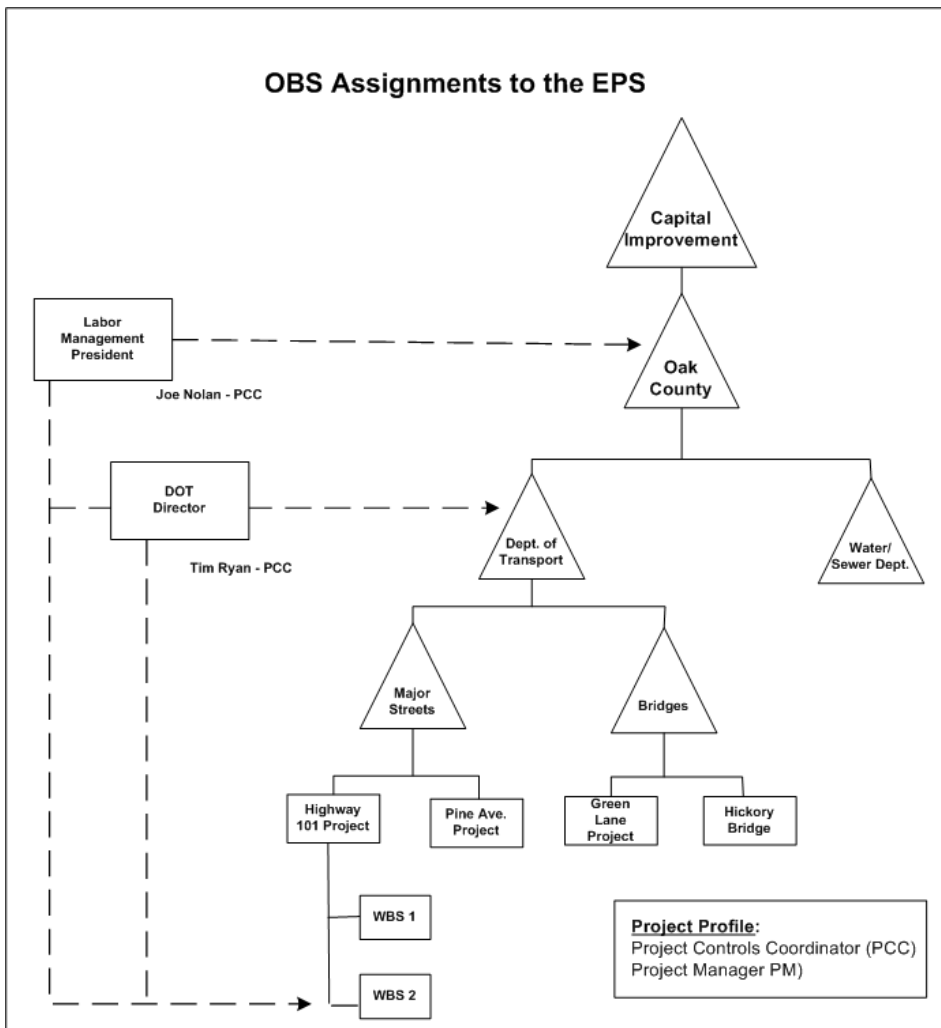 OBS Assignments to the EPS
Capital
Improvement
Labor
Management
President
Joe Nolan - PCC
Oak
County
DOT
Director
Tim Ryan - PCC
Dept. of
Transport
Water/
Sewer Dept.
Major
Streets
Bridges
Highway
101 Project
Pine Ave.
Project
Green
Lane
Project
Hickory
Bridge
WBS 1
WBS 2
Project Profile:
Project Controls Coordinator (PCC)
Project Manager PM)